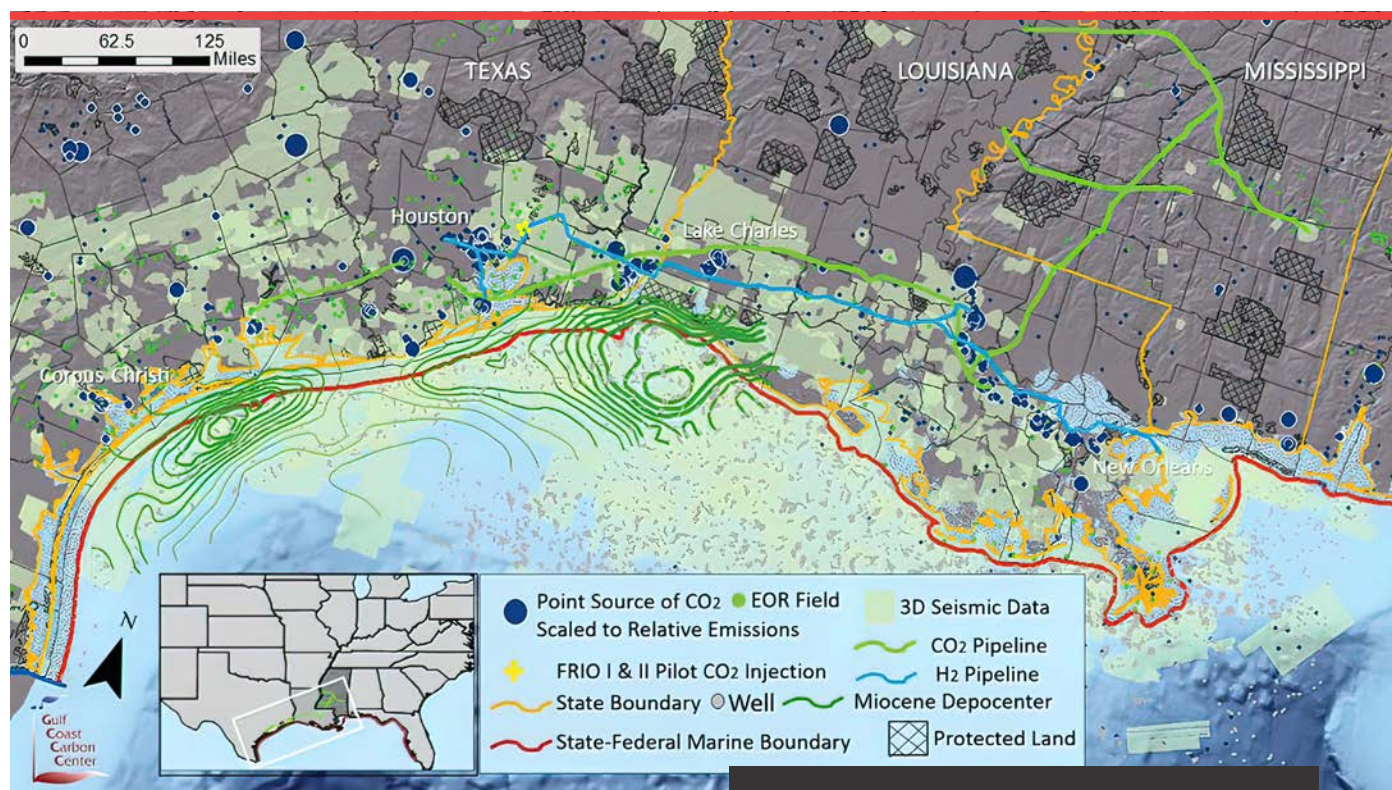 0 62.5 125
Miles
TEXAS
LOUISIANA
MISSISSIPPI
Houston
Lake Charles
Corpus Christi
New Orleans
N
Gulf
Coast
Carbon
Center
Point Source of CO2
Scaled to Relative Emissions
EOR Field
3D Seismic Data
CO2 Pipeline
FRIO I & II Pilot CO2 Injection
H2 Pipeline
State Boundary
Well
Miocene Depocenter
State-Federal Marine Boundary
Protected Land